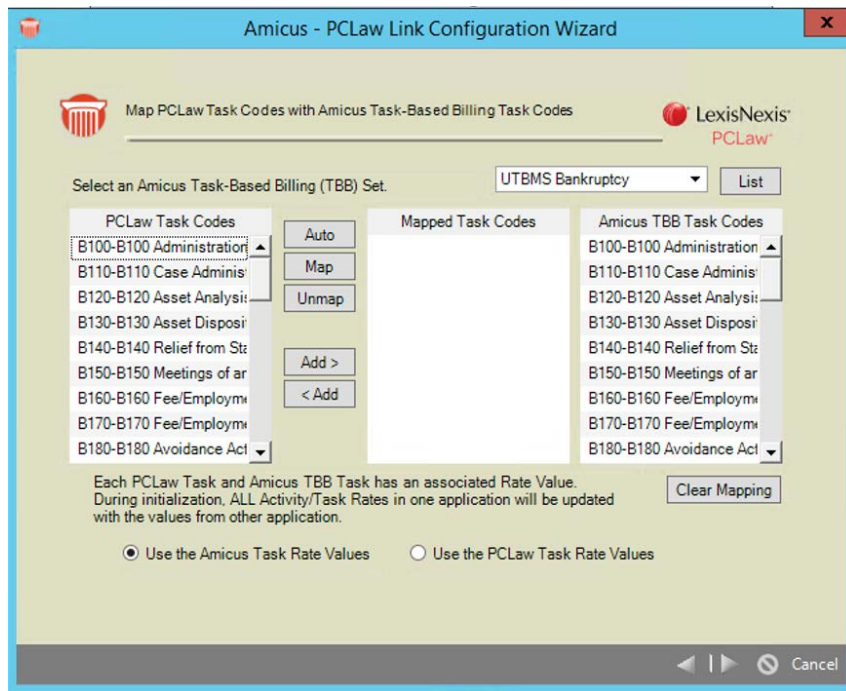 Amicus - PCLaw Link Configuration Wizard
x
Map PCLaw Task Codes with Amicus Task-Based Billing Task Codes
LexisNexis
PCLaw
Select an Amicus Task-Based Billing (TBB) Set.
UTBMS Bankruptcy
List
PCLaw Task Codes
B100-B100 Administration
B110-B110 Case Adminis
B120-B120 Asset Analysis
B130-B130 Asset Disposi
B140-B140 Relief from Sta
B150-B150 Meetings of ar
B160-B160 Fee/Employme
B170-B170 Fee/Employme
B180-B180 Avoidance Act
Auto
Map
Unmap
Add >
< Add
Mapped Task Codes
Amicus TBB Task Codes
B100-B100 Administration
B110-B110 Case Adminis
B120-B120 Asset Analysis
B130-B130 Asset Disposi
B140-B140 Relief from Sta
B150-B150 Meetings of ar
B160-B160 Fee/Employme
B170-B170 Fee/Employme
B180-B180 Avoidance Act
Each PCLaw Task and Amicus TBB Task has an associated Rate Value.
During initialization, ALL Activity/Task Rates in one application will be updated
with the values from other application.
Clear Mapping
Use the Amicus Task Rate Values
Use the PCLaw Task Rate Values
Cancel